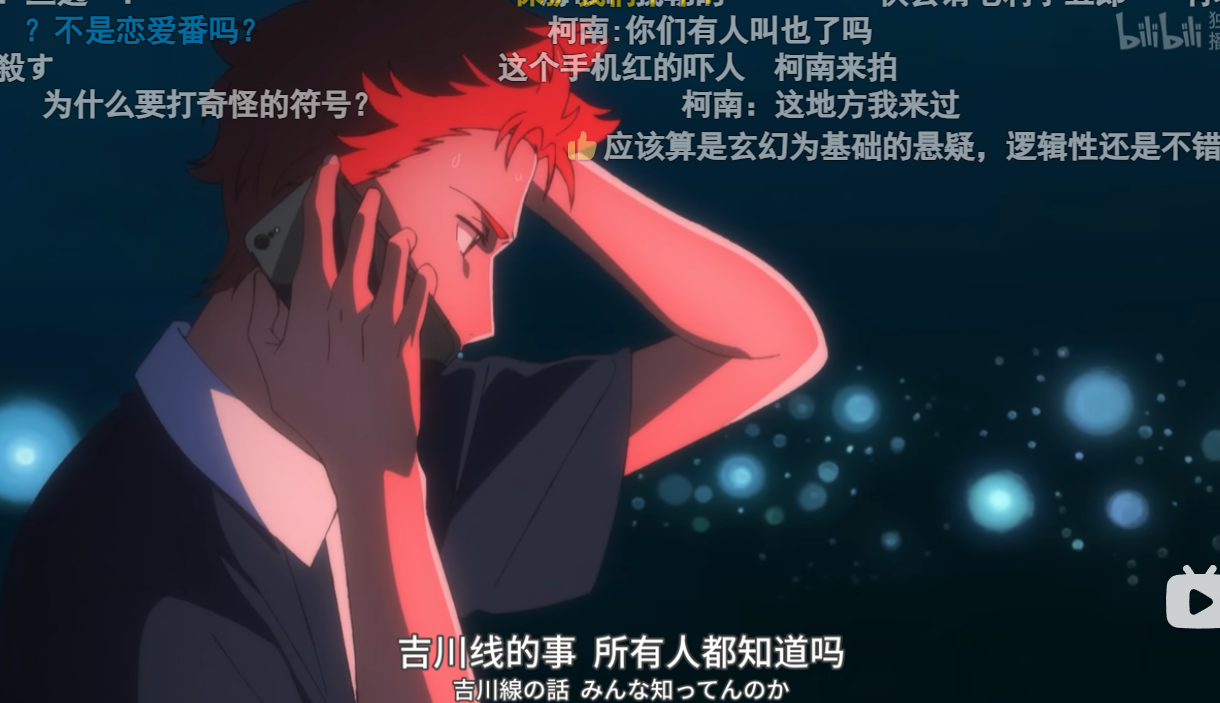 ？不是恋爱番吗？
柯南:你们有人叫也了吗
bilibili 独播
殺す
这个手机红的吓人
柯南来拍
为什么要打奇怪的符号？
柯南：这地方我来过
👍应该算是玄幻为基础的悬疑，逻辑性还是不错
吉川线的事 所有人都知道吗
吉川線の話 みんな知ってんのか